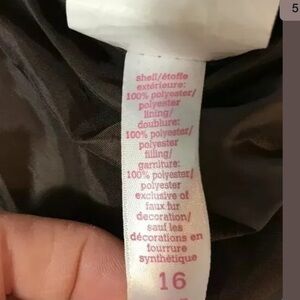 5
shell/étoffe
extérieure:
100% polyester/
polyester
lining/
doublure:
100% polyester/
polyester
filling/
garniture:
100% polyester/
polyester
exclusive of
faux fur
decoration/
sauf les
décorations en
fourrure
synthétique
16